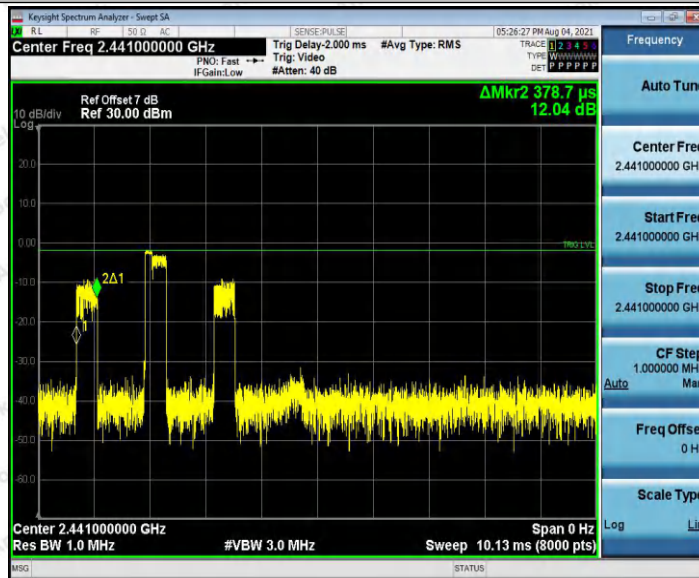 Keysight Spectrum Analyzer - Swept SA
RL RF 50 Ω AC SENSE:PULSE 05:26:27 PM Aug 04, 2021
Center Freq 2.441000000 GHz
PNO: Fast
IFGain:Low
Trig Delay-2.000 ms
Trig: Video
#Atten: 40 dB
#Avg Type: RMS
TRACE 1 2 3 4 5 6
TYPE WWWWWW
DET P P P P P P
Frequency
Ref Offset 7 dB
10 dB/div Ref 30.00 dBm
Log
ΔMkr2 378.7 µs
12.04 dB
20.0
10.0
0.00
-10.0
-20.0
-30.0
-40.0
-50.0
-60.0
TRIG LVL
2Δ1
Auto Tune
Center Freq
2.441000000 GH
Start Freq
2.441000000 GH
Stop Freq
2.441000000 GH
CF Step
1.000000 MH
Auto Ma
Freq Offse
0 H
Scale Type
Log Li
Center 2.441000000 GHz Span 0 Hz
Res BW 1.0 MHz #VBW 3.0 MHz Sweep 10.13 ms (8000 pts)
MSG STATUS